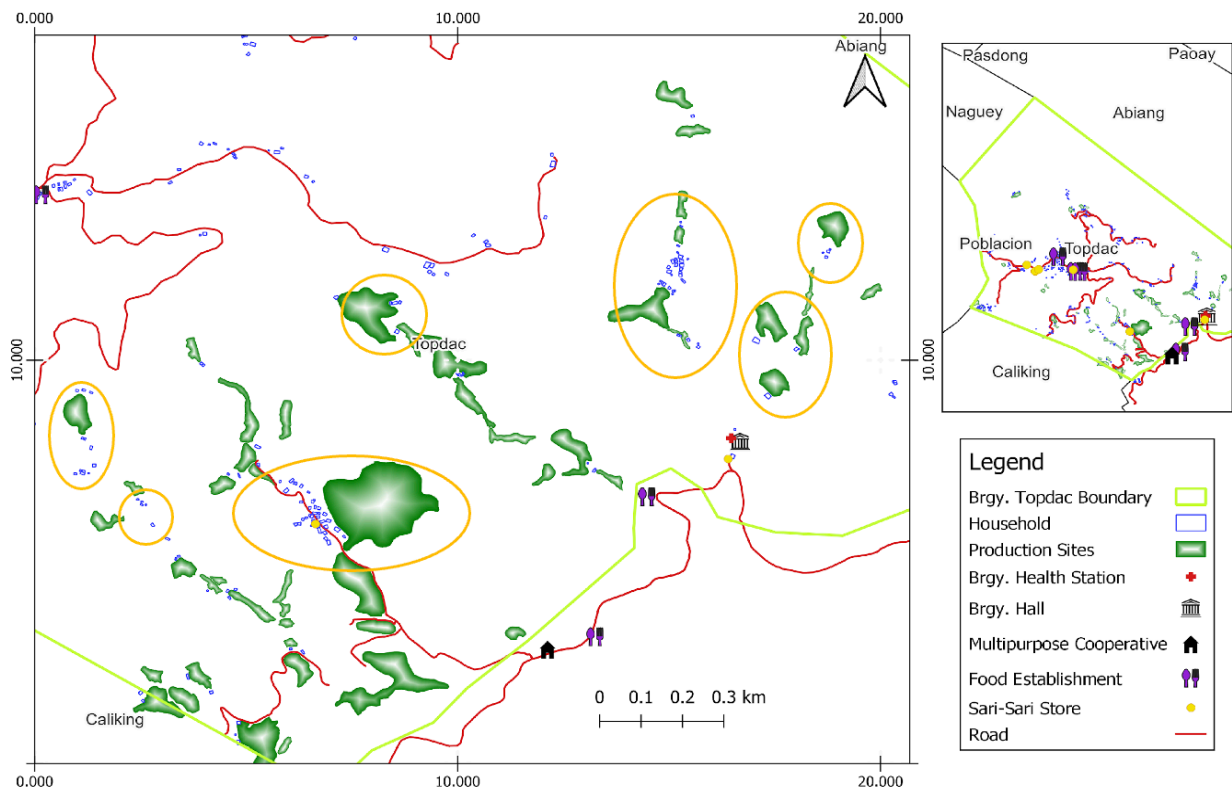 0.000
10.000
20.000
Abiang
Topdac
10.000
10.000
Caliking
0
0.1
0.2
0.3 km
0.000
10.000
20.000
Pasdong
Paoay
Naguey
Abiang
Poblacion
Topdac
Caliking
Legend
Brgy. Topdac Boundary
Household
Production Sites
Brgy. Health Station
Brgy. Hall
Multipurpose Cooperative
Food Establishment
Sari-Sari Store
Road